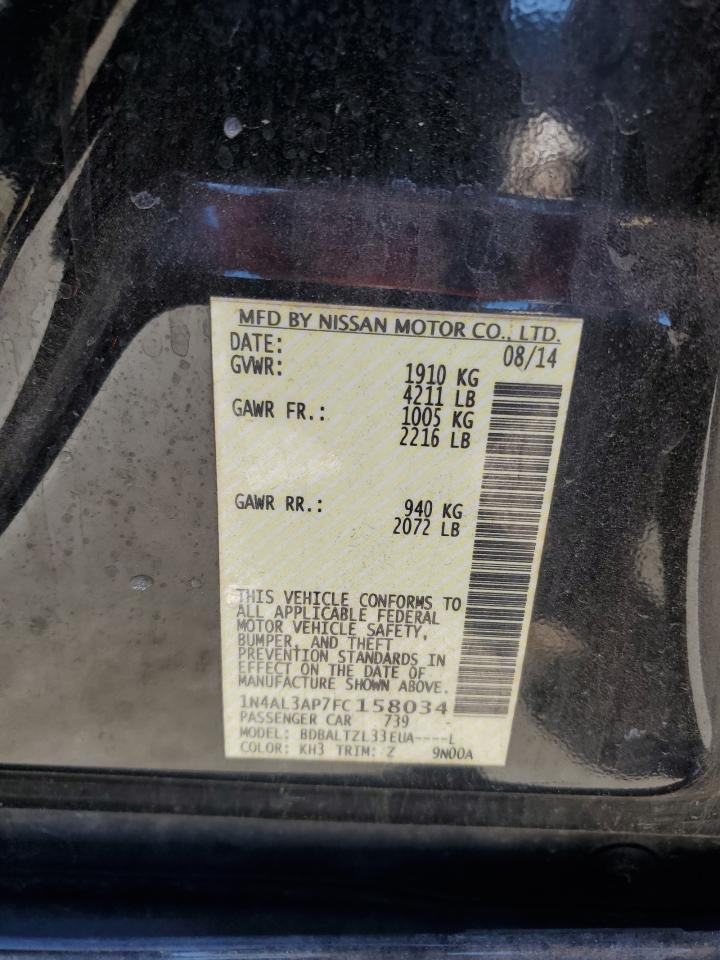 MFD BY NISSAN MOTOR CO., LTD.
DATE: 08/14
GVWR: 1910 KG
4211 LB
GAWR FR.: 1005 KG
2216 LB
GAWR RR.: 940 KG
2072 LB
THIS VEHICLE CONFORMS TO
ALL APPLICABLE FEDERAL
MOTOR VEHICLE SAFETY,
BUMPER, AND THEFT
PREVENTION STANDARDS IN
EFFECT ON THE DATE OF
MANUFACTURE SHOWN ABOVE.
1N4AL3AP7FC158034
PASSENGER CAR 739
MODEL: BDBALTZL33EUA----L
COLOR: KH3 TRIM: Z 9N00A